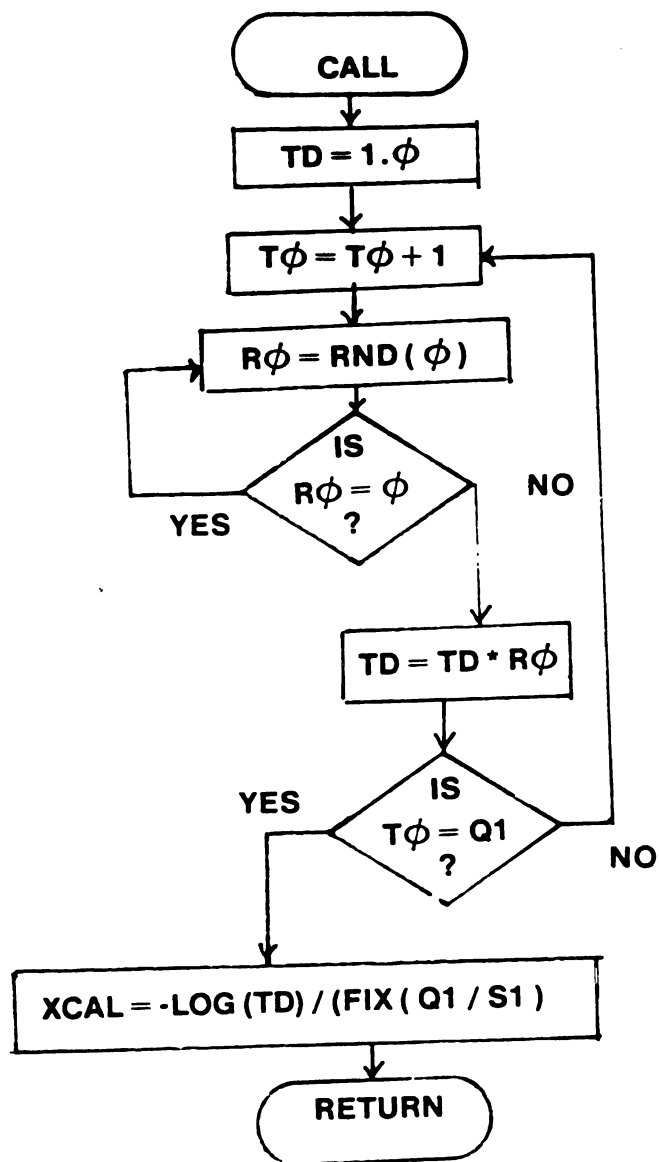 CALL
TD = 1.ϕ
Tϕ = Tϕ + 1
Rϕ = RND ( ϕ )
IS
Rϕ = ϕ
?
YES
NO
TD = TD * Rϕ
YES
IS
Tϕ = Q1
?
NO
XCAL = -LOG (TD) / (FIX ( Q1 / S1 )
RETURN